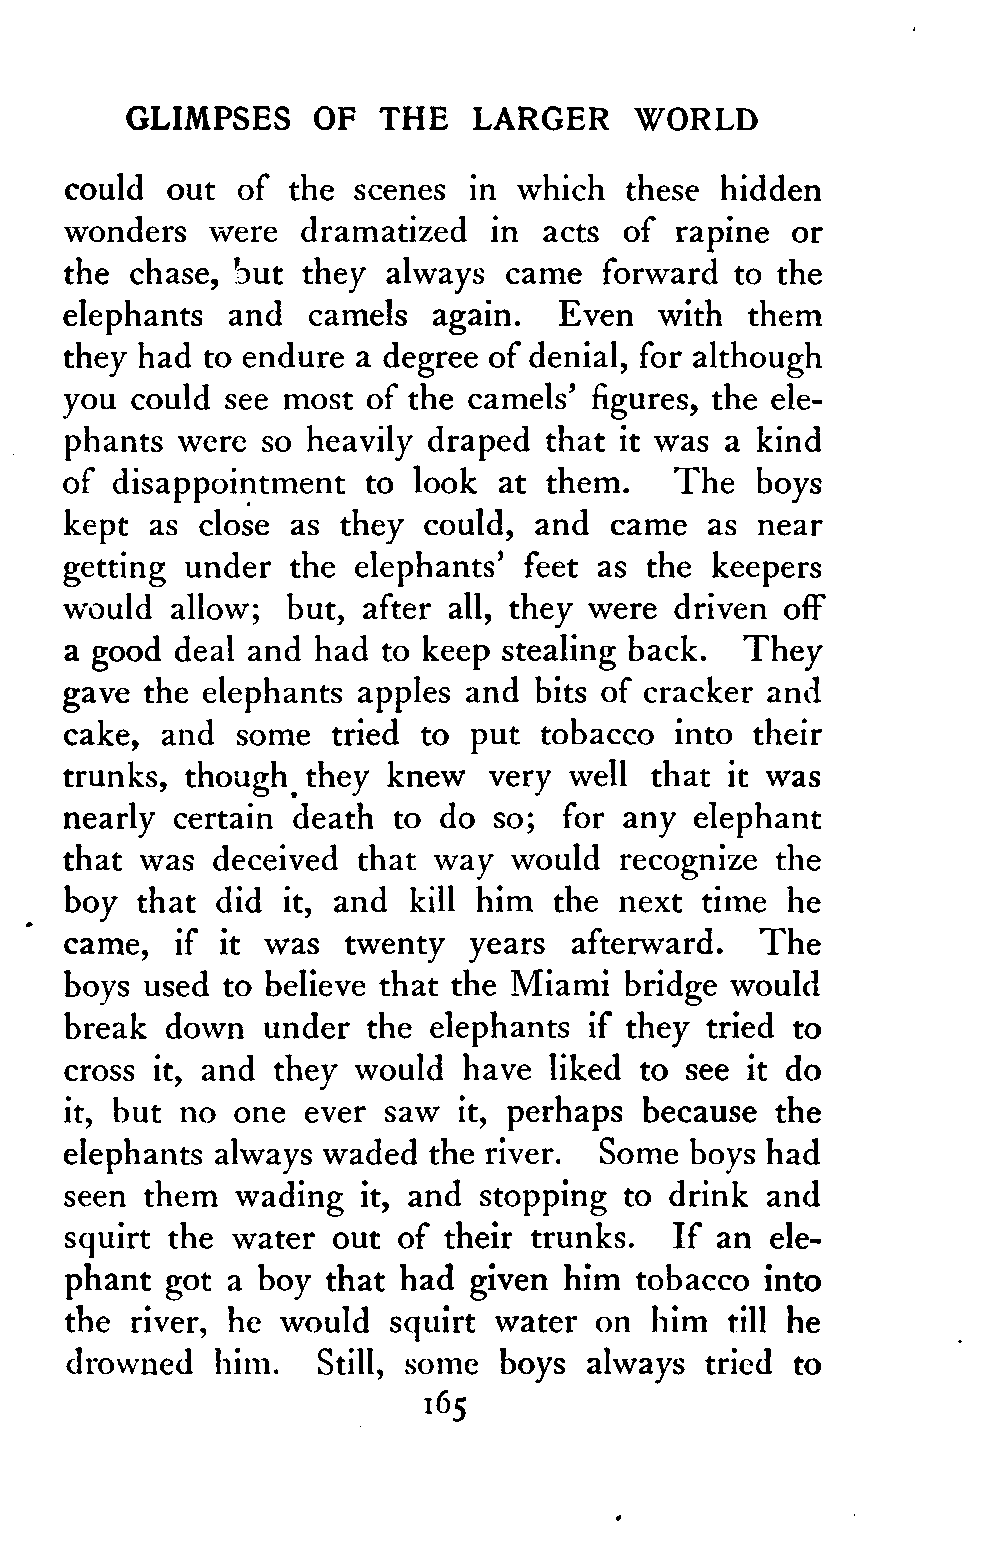 GLIMPSES OF THE LARGER WORLD
could out of the scenes in which these hidden
wonders were dramatized in acts of rapine or
the chase, but they always came forward to the
elephants and camels again. Even with them
they had to endure a degree of denial, for although
you could see most of the camels' figures, the ele-
phants were so heavily draped that it was a kind
of disappointment to look at them. The boys
kept as close as they could, and came as near
getting under the elephants' feet as the keepers
would allow; but, after all, they were driven off
a good deal and had to keep stealing back. They
gave the elephants apples and bits of cracker and
cake, and some tried to put tobacco into their
trunks, though they knew very well that it was
nearly certain death to do so; for any elephant
that was deceived that way would recognize the
boy that did it, and kill him the next time he
came, if it was twenty years afterward. The
boys used to believe that the Miami bridge would
break down under the elephants if they tried to
cross it, and they would have liked to see it do
it, but no one ever saw it, perhaps because the
elephants always waded the river. Some boys had
seen them wading it, and stopping to drink and
squirt the water out of their trunks. If an ele-
phant got a boy that had given him tobacco into
the river, he would squirt water on him till he
drowned him. Still, some boys always tried to
165